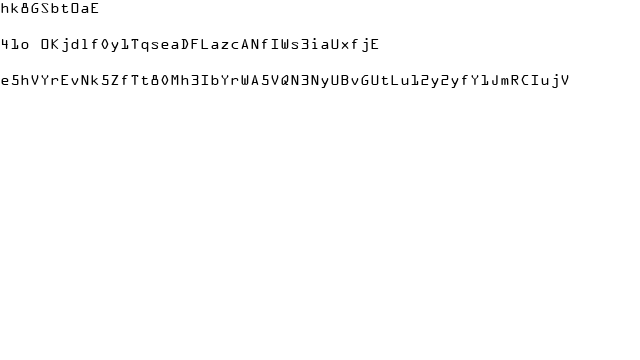 hk8GSbtOaE
41o OKjdlf0y1TqseaDFLazcANfIWs3iaUxfjE
e5hVYrEvNk5ZfTt80Mh3IbYrWA5VQN3NyUBvGUtLu12y2yfY1JmRCIujV